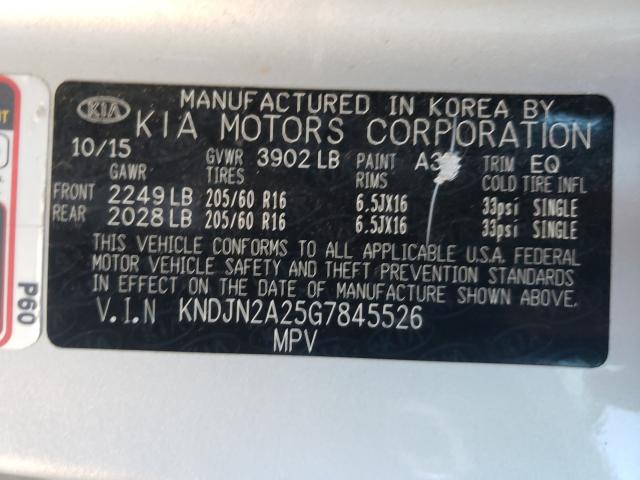 KIA
MANUFACTURED IN KOREA BY
KIA MOTORS CORPORATION
10/15
GAWR GVWR 3902 LB PAINT TRIM EQ
TIRES RIMS COLD TIRE INFL
FRONT 2249 LB 205/60 R16 6.5JX16 33psi SINGLE
REAR 2028 LB 205/60 R16 6.5JX16 33psi SINGLE
THIS VEHICLE CONFORMS TO ALL APPLICABLE U.S.A. FEDERAL
MOTOR VEHICLE SAFETY AND THEFT PREVENTION STANDARDS
IN EFFECT ON THE DATE OF MANUFACTURE SHOWN ABOVE.
V.I.N KNDJN2A25G7845526
MPV
P60